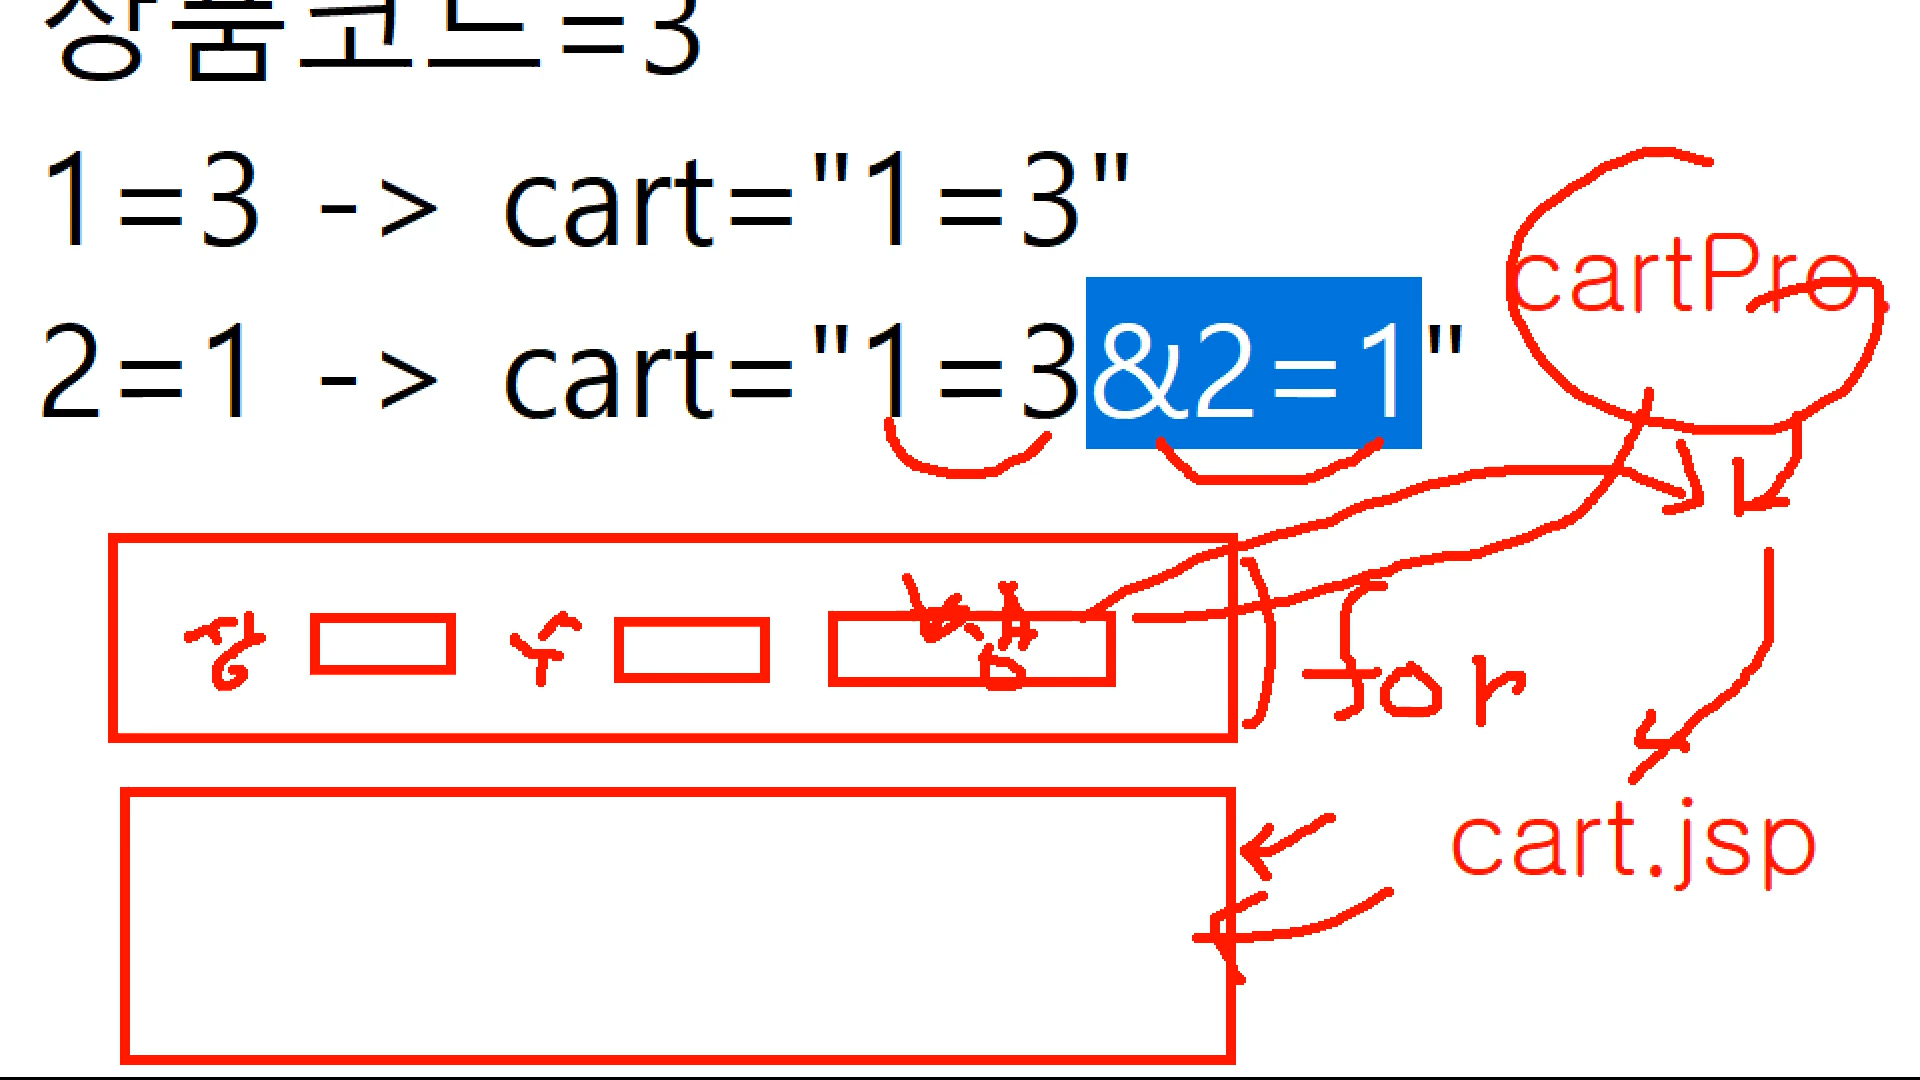 상품코드=3
1=3 -> cart="1=3"
cartPro
2=1 -> cart="1=3&2=1"
for
cart.jsp